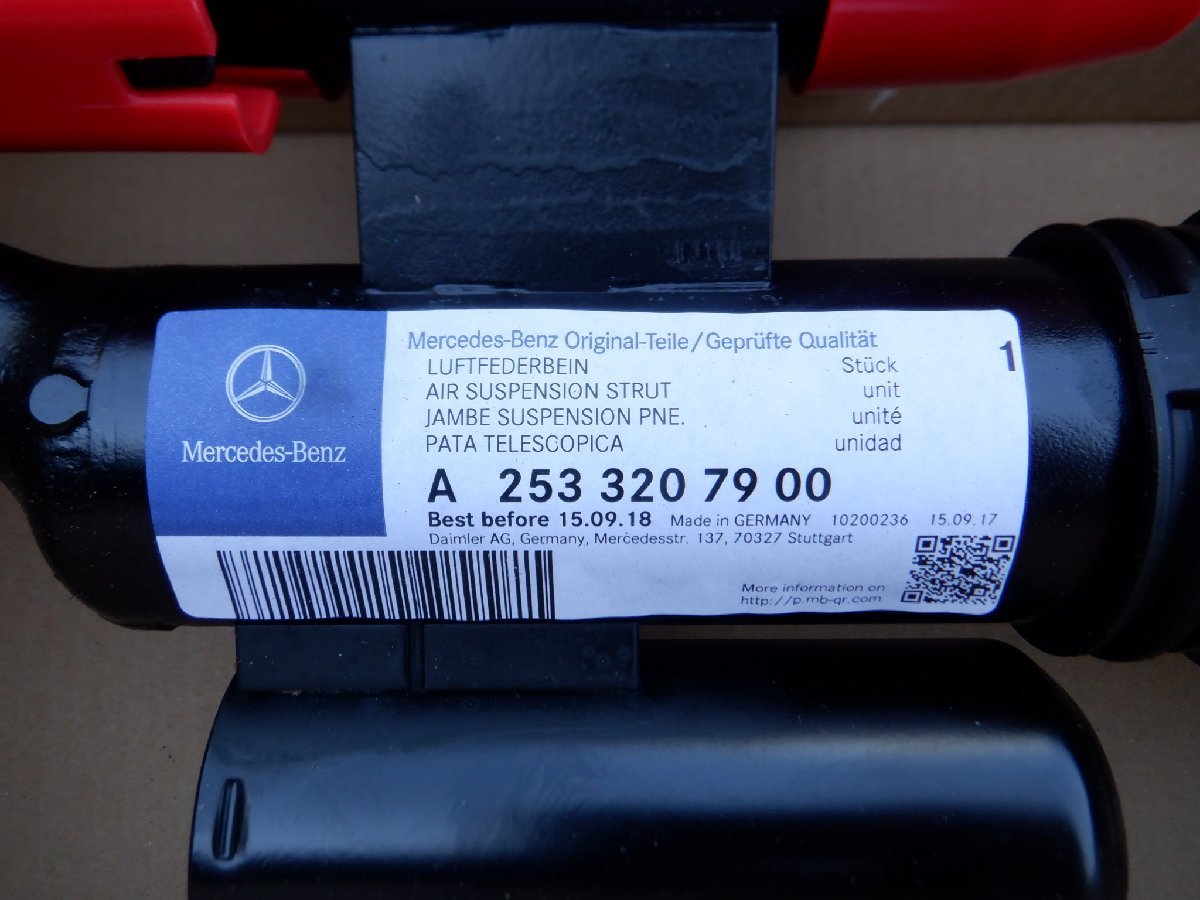 Mercedes-Benz
Mercedes-Benz Original-Teile/Geprüfte Qualität
1
LUFTFEDERBEIN Stück
AIR SUSPENSION STRUT unit
JAMBE SUSPENSION PNE. unité
PATA TELESCOPICA unidad
A 253 320 79 00
Best before 15.09.18 Made in GERMANY 10200236 15.09.17
Daimler AG, Germany, Mercedesstr. 137, 70327 Stuttgart
More information on
http://p.mb-qr.com